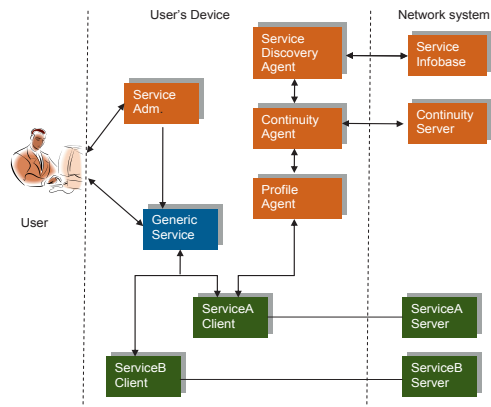 User's Device
Network system
Service
Discovery
Agent
Service
Infobase
Service
Adm.
Continuity
Agent
Continuity
Server
Profile
Agent
User
Generic
Service
ServiceA
Client
ServiceA
Server
ServiceB
Client
ServiceB
Server